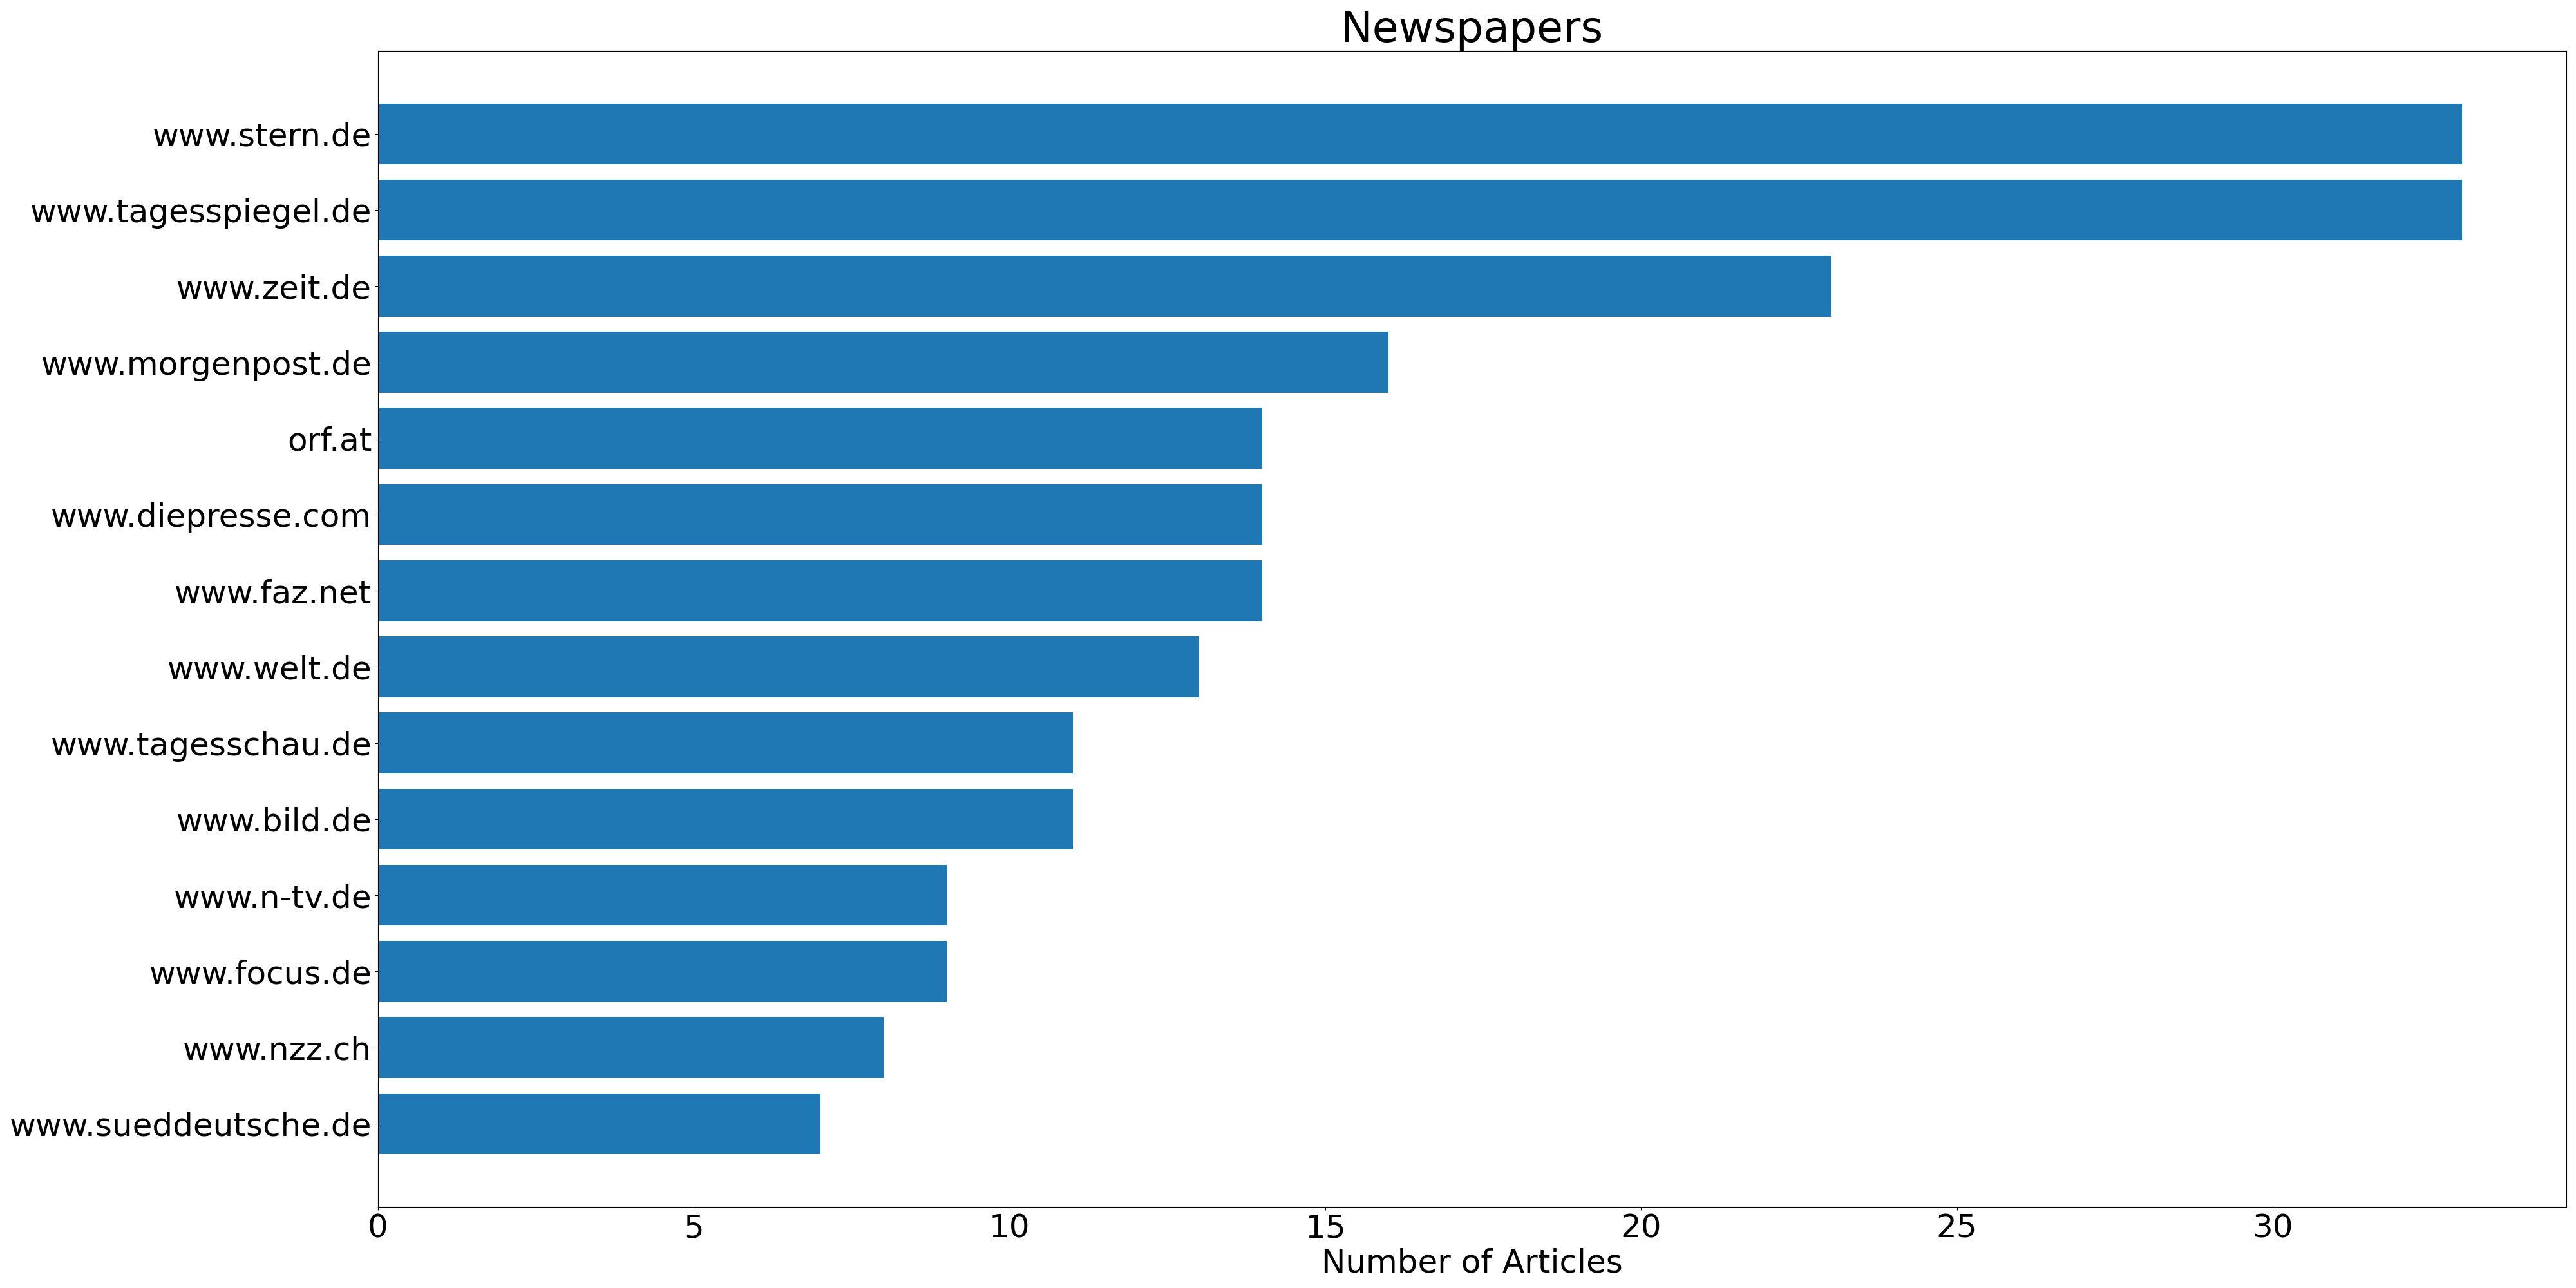 Newspapers
www.stern.de
www.tagesspiegel.de
www.zeit.de
www.morgenpost.de
orf.at
www.diepresse.com
www.faz.net
www.welt.de
www.tagesschau.de
www.bild.de
www.n-tv.de
www.focus.de
www.nzz.ch
www.sueddeutsche.de
0 5 10 15 20 25 30
Number of Articles